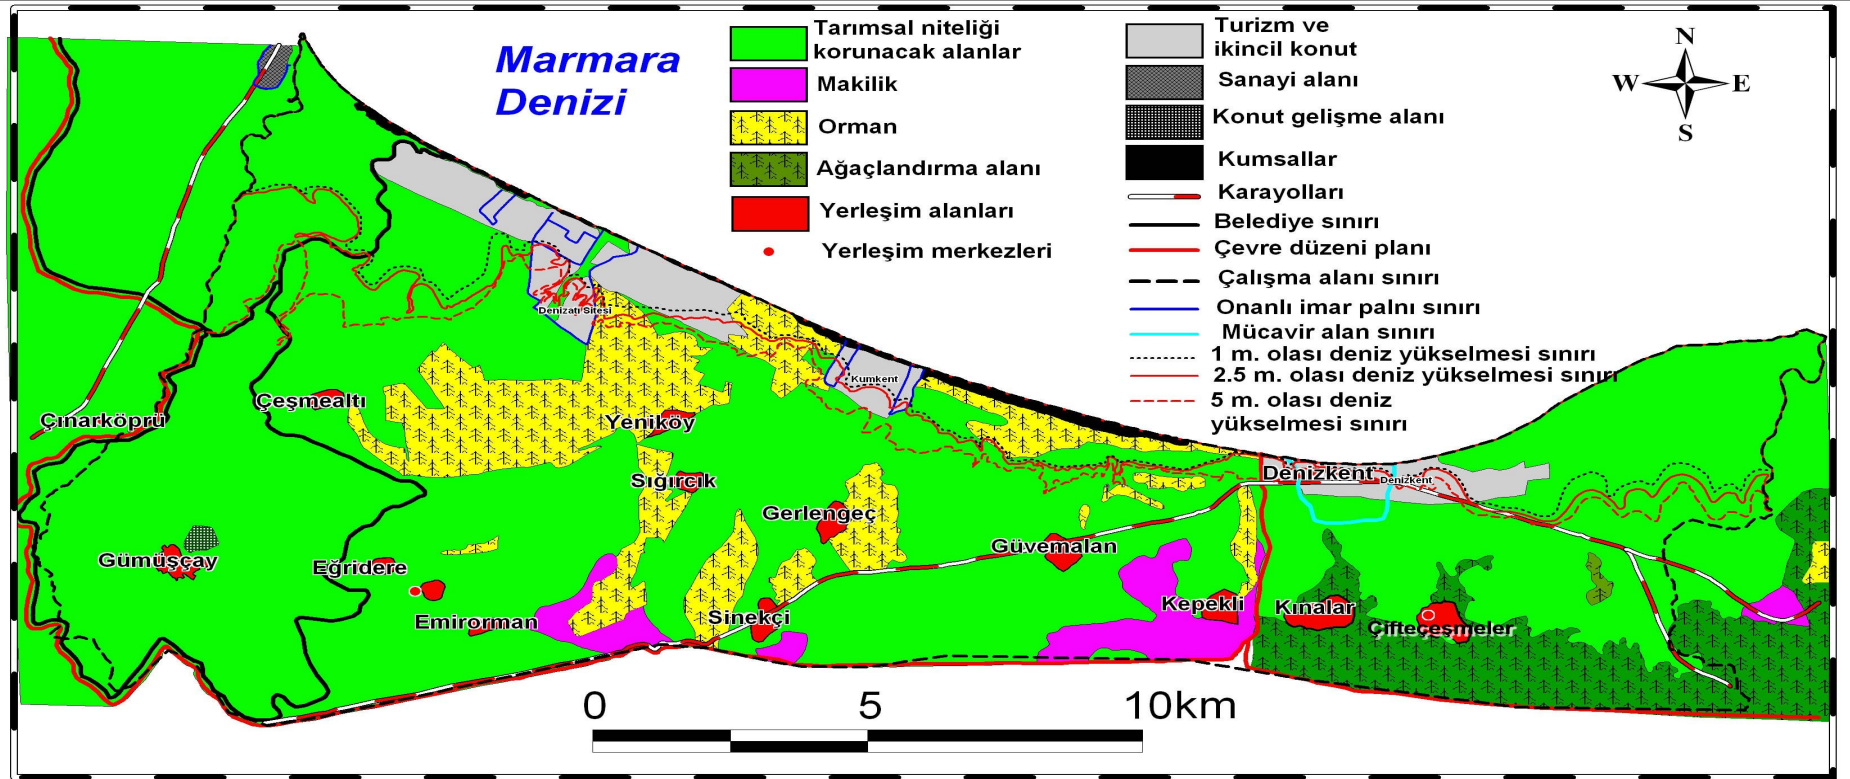 Marmara
Denizi
Tarımsal niteliği
korunacak alanlar
Makilik
Orman
Ağaçlandırma alanı
Yerleşim alanları
Yerleşim merkezleri
Turizm ve
ikincil konut
Sanayi alanı
Konut gelişme alanı
Kumsallar
Karayolları
Belediye sınırı
Çevre düzeni planı
Çalışma alanı sınırı
Onanlı imar palnı sınırı
Mücavir alan sınırı
1 m. olası deniz yükselmesi sınırı
2.5 m. olası deniz yükselmesi sınırı
5 m. olası deniz
yükselmesi sınırı
N
W E
S
Denizatı Sitesi
Kumkent
Çeşmealtı
Çınarköprü
Yeniköy
Sığırcık
Denizkent
Denizkent
Gerlengeç
Güvemalan
Gümüşçay
Eğridere
Emirorman
Sinekçi
Kepekli
Kınalar
Çifteçeşmeler
0 5 10km